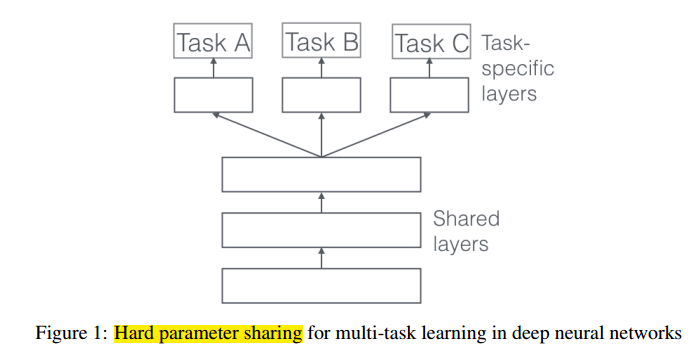 Task A Task B Task C Task-
specific
layers
Shared
layers
Figure 1: Hard parameter sharing for multi-task learning in deep neural networks